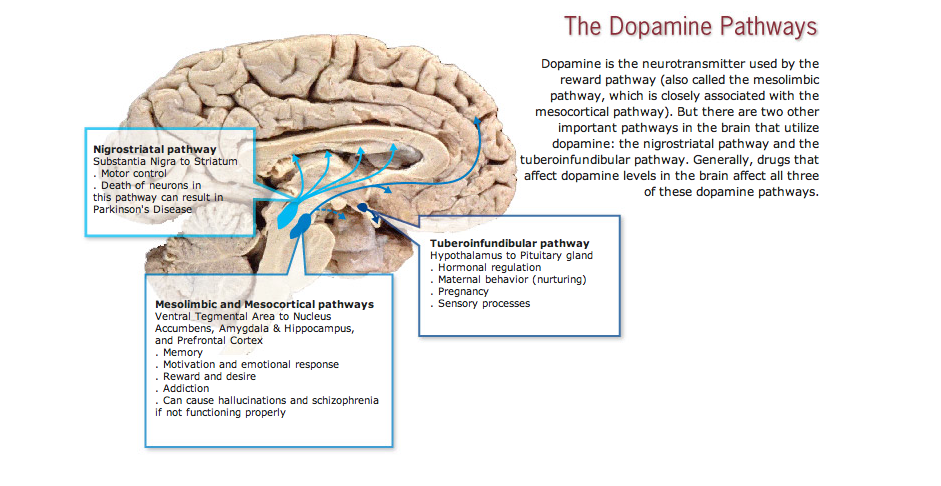 The Dopamine Pathways
Dopamine is the neurotransmitter used by the
reward pathway (also called the mesolimbic
pathway, which is closely associated with the
mesocortical pathway). But there are two other
important pathways in the brain that utilize
dopamine: the nigrostriatal pathway and the
tuberoinfundibular pathway. Generally, drugs that
affect dopamine levels in the brain affect all three
of these dopamine pathways.
Nigrostriatal pathway
Substantia Nigra to Striatum
. Motor control
. Death of neurons in
this pathway can result in
Parkinson's Disease
Tuberoinfundibular pathway
Hypothalamus to Pituitary gland
. Hormonal regulation
. Maternal behavior (nurturing)
. Pregnancy
. Sensory processes
Mesolimbic and Mesocortical pathways
Ventral Tegmental Area to Nucleus
Accumbens, Amygdala & Hippocampus,
and Prefrontal Cortex
. Memory
. Motivation and emotional response
. Reward and desire
. Addiction
. Can cause hallucinations and schizophrenia
if not functioning properly